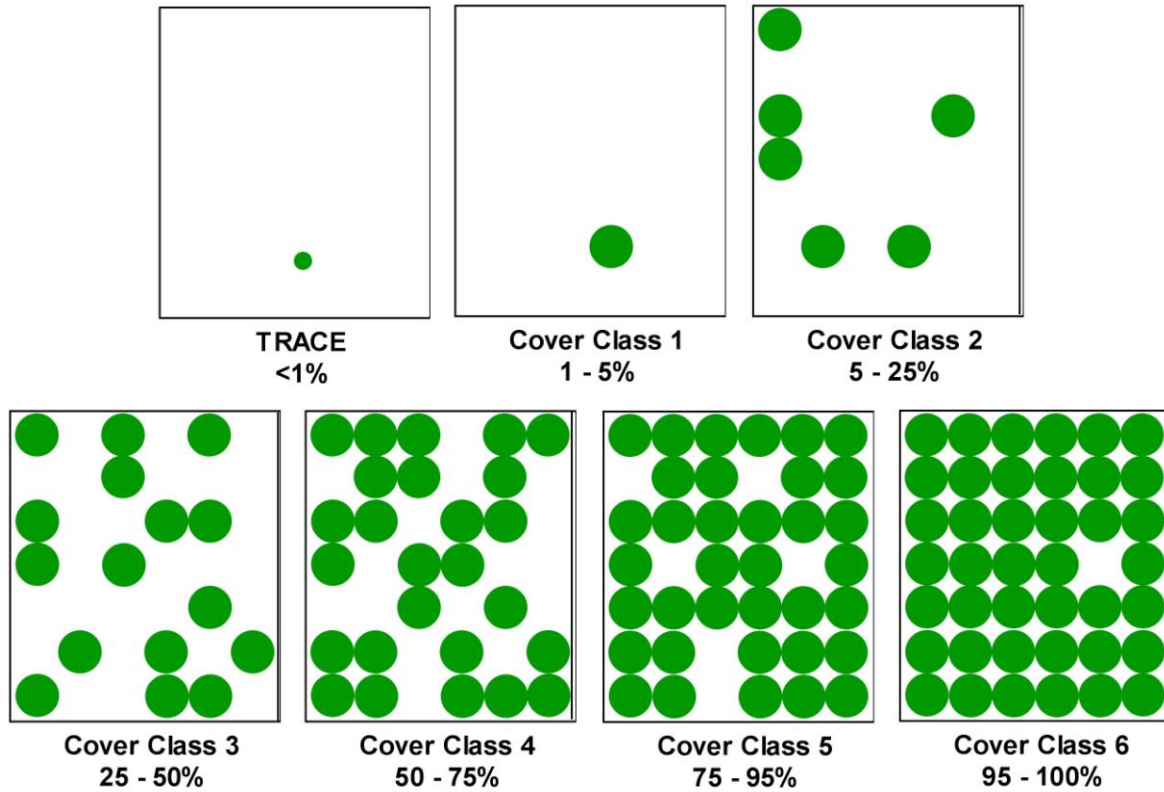 TRACE
<1%
Cover Class 1
1 - 5%
Cover Class 2
5 - 25%
Cover Class 3
25 - 50%
Cover Class 4
50 - 75%
Cover Class 5
75 - 95%
Cover Class 6
95 - 100%